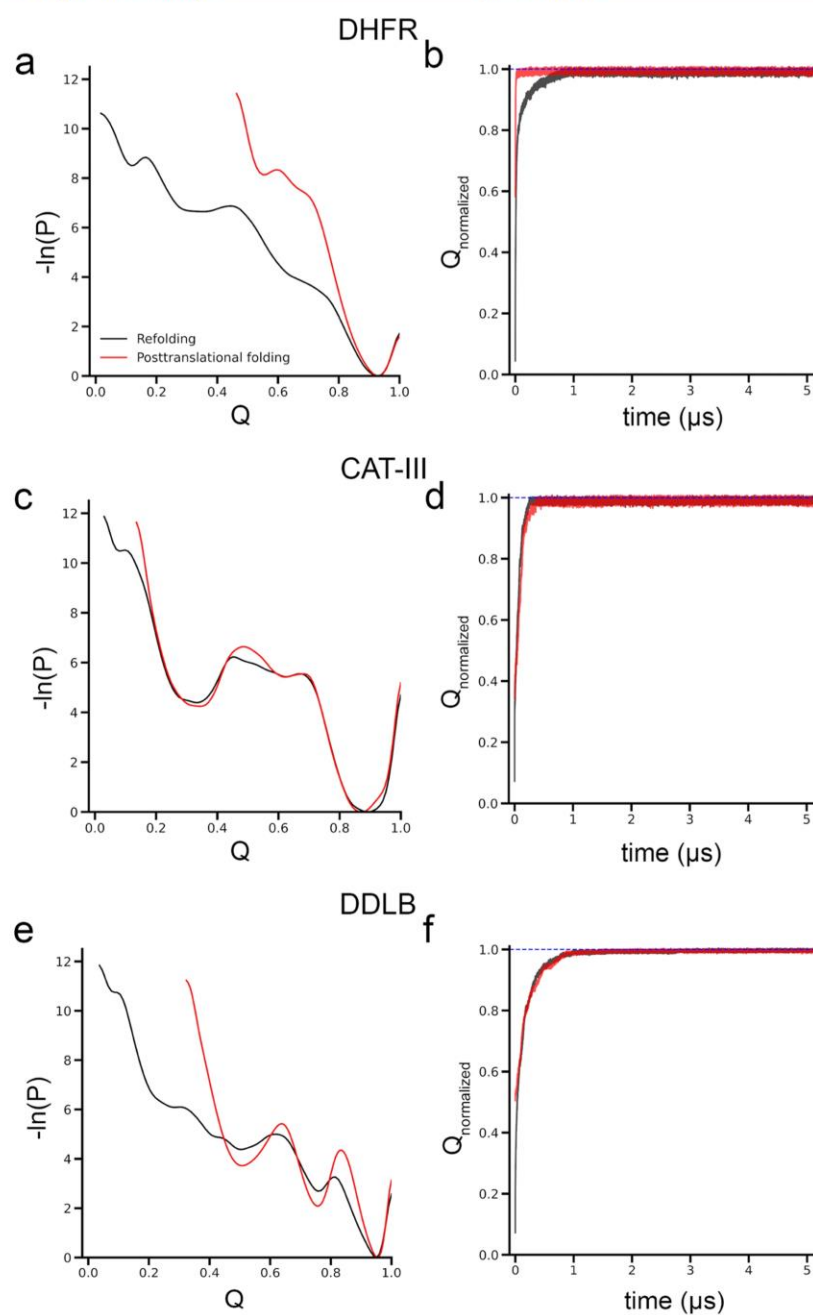 DHFR
a
12
10
8
6
4
2
0
-ln(P)
Refolding
Posttranslational folding
0.0 0.2 0.4 0.6 0.8 1.0
Q
b
1.0
0.8
0.6
0.4
0.2
0.0
Qnormalized
0 1 2 3 4 5
time (μs)
CAT-III
c
12
10
8
6
4
2
0
-ln(P)
0.0 0.2 0.4 0.6 0.8 1.0
Q
d
1.0
0.8
0.6
0.4
0.2
0.0
Qnormalized
0 1 2 3 4 5
time (μs)
DDLB
e
12
10
8
6
4
2
0
-ln(P)
0.0 0.2 0.4 0.6 0.8 1.0
Q
f
1.0
0.8
0.6
0.4
0.2
0.0
Qnormalized
0 1 2 3 4 5
time (μs)